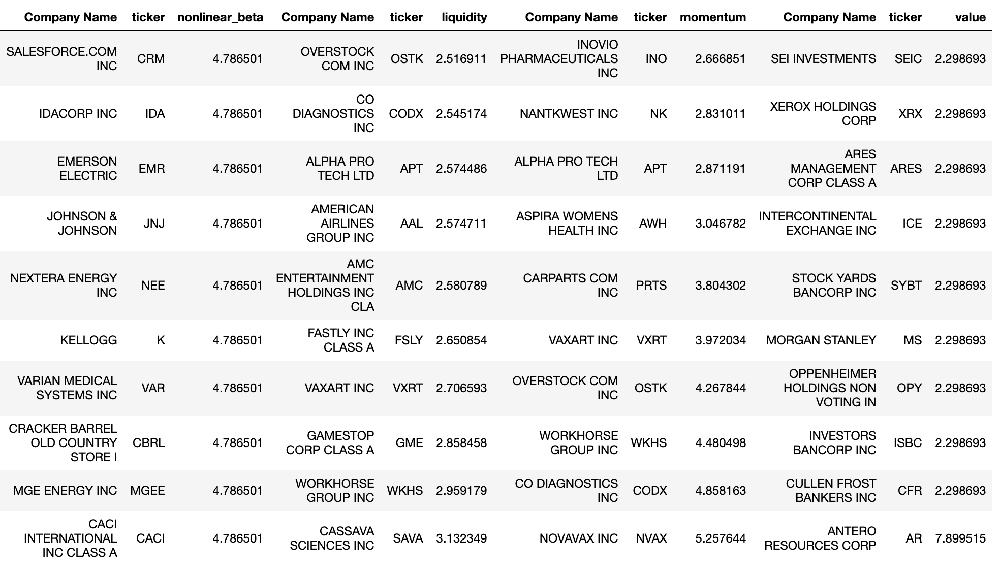 Company Name ticker nonlinear_beta Company Name ticker liquidity Company Name ticker momentum Company Name ticker value
SALESFORCE.COM INC CRM 4.786501 OVERSTOCK COM INC OSTK 2.516911 INOVIO PHARMACEUTICALS INC INO 2.666851 SEI INVESTMENTS SEIC 2.298693
IDACORP INC IDA 4.786501 CO DIAGNOSTICS INC CODX 2.545174 NANTKWEST INC NK 2.831011 XEROX HOLDINGS CORP XRX 2.298693
EMERSON ELECTRIC EMR 4.786501 ALPHA PRO TECH LTD APT 2.574486 ALPHA PRO TECH LTD APT 2.871191 ARES MANAGEMENT CORP CLASS A ARES 2.298693
JOHNSON & JOHNSON JNJ 4.786501 AMERICAN AIRLINES GROUP INC AAL 2.574711 ASPIRA WOMENS HEALTH INC AWH 3.046782 INTERCONTINENTAL EXCHANGE INC ICE 2.298693
NEXTERA ENERGY INC NEE 4.786501 AMC ENTERTAINMENT HOLDINGS INC CLA AMC 2.580789 CARPARTS COM INC PRTS 3.804302 STOCK YARDS BANCORP INC SYBT 2.298693
KELLOGG K 4.786501 FASTLY INC CLASS A FSLY 2.650854 VAXART INC VXRT 3.972034 MORGAN STANLEY MS 2.298693
VARIAN MEDICAL SYSTEMS INC VAR 4.786501 VAXART INC VXRT 2.706593 OVERSTOCK COM INC OSTK 4.267844 OPPENHEIMER HOLDINGS NON VOTING IN OPY 2.298693
CRACKER BARREL OLD COUNTRY STORE I CBRL 4.786501 GAMESTOP CORP CLASS A GME 2.858458 WORKHORSE GROUP INC WKHS 4.480498 INVESTORS BANCORP INC ISBC 2.298693
MGE ENERGY INC MGEE 4.786501 WORKHORSE GROUP INC WKHS 2.959179 CO DIAGNOSTICS INC CODX 4.858163 CULLEN FROST BANKERS INC CFR 2.298693
CACI INTERNATIONAL INC CLASS A CACI 4.786501 CASSAVA SCIENCES INC SAVA 3.132349 NOVAVAX INC NVAX 5.257644 ANTERO RESOURCES CORP AR 7.899515